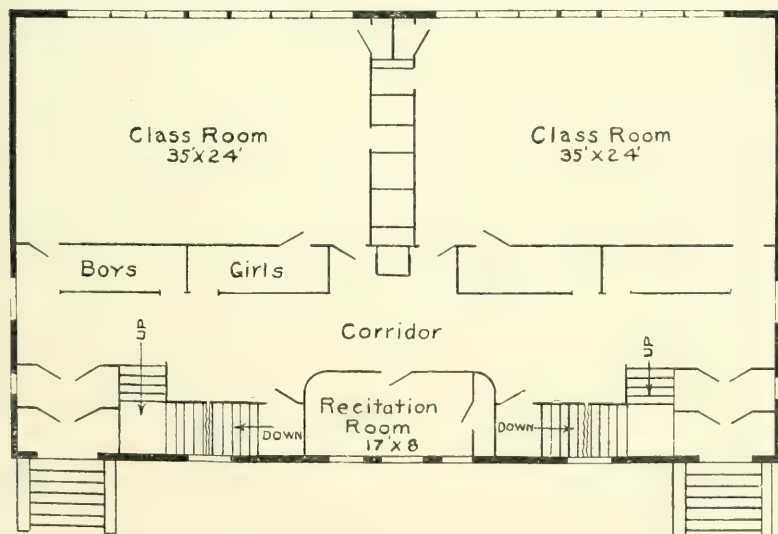 Class Room
35'X24'
Class Room
35'X24'
Boys
Girls
UP
Corridor
UP
Recitation
Room
17'X8
DOWN
DOWN